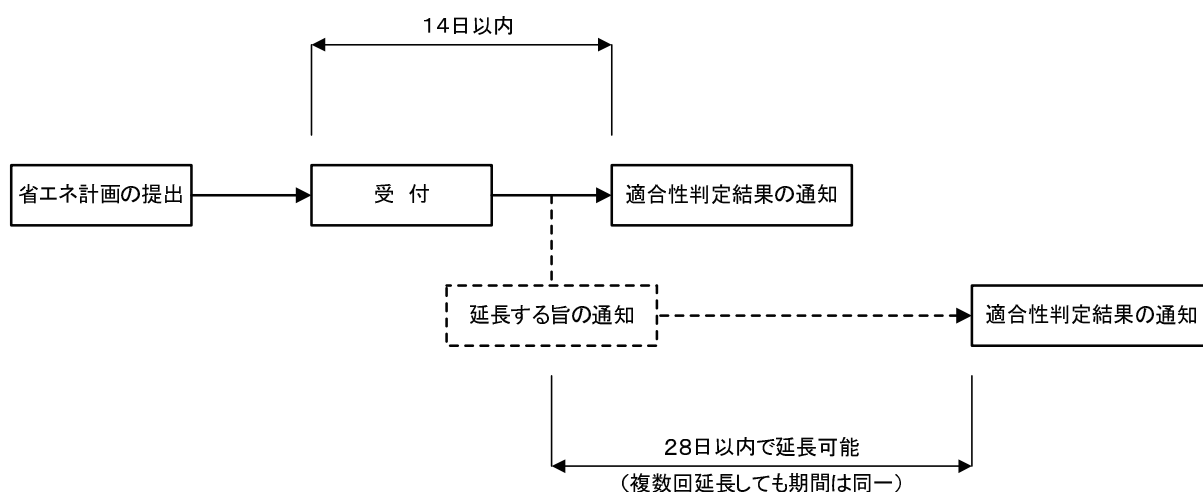 14日以内
省エネ計画の提出
受 付
適合性判定結果の通知
延長する旨の通知
適合性判定結果の通知
28日以内で延長可能
(複数回延長しても期間は同一)